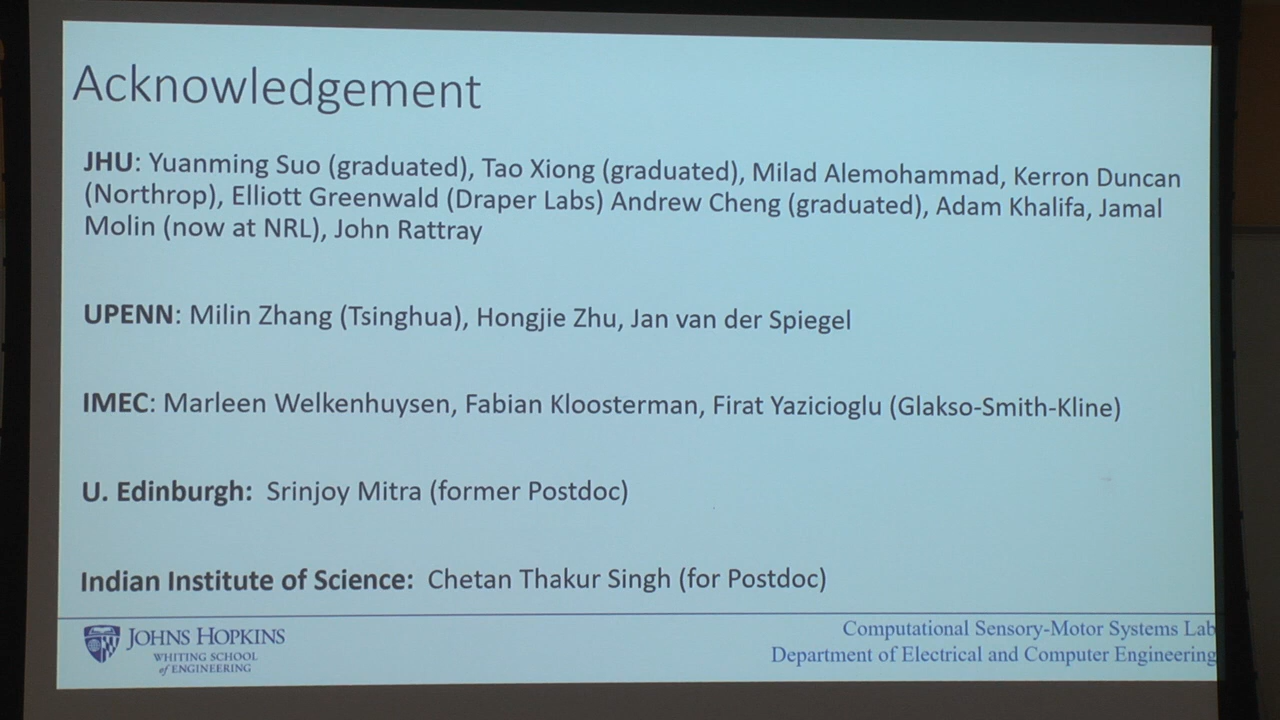 Acknowledgement
JHU: Yuanming Suo (graduated), Tao Xiong (graduated), Milad Alemohammad, Kerron Duncan
(Northrop), Elliott Greenwald (Draper Labs) Andrew Cheng (graduated), Adam Khalifa, Jamal
Molin (now at NRL), John Rattray
UPENN: Milin Zhang (Tsinghua), Hongjie Zhu, Jan van der Spiegel
IMEC: Marleen Welkenhuysen, Fabian Kloosterman, Firat Yazicioglu (Glakso-Smith-Kline)
U. Edinburgh: Srinjoy Mitra (former Postdoc)
Indian Institute of Science: Chetan Thakur Singh (for Postdoc)
JOHNS HOPKINS
WHITING SCHOOL
of ENGINEERING
Computational Sensory-Motor Systems Lab
Department of Electrical and Computer Engineering